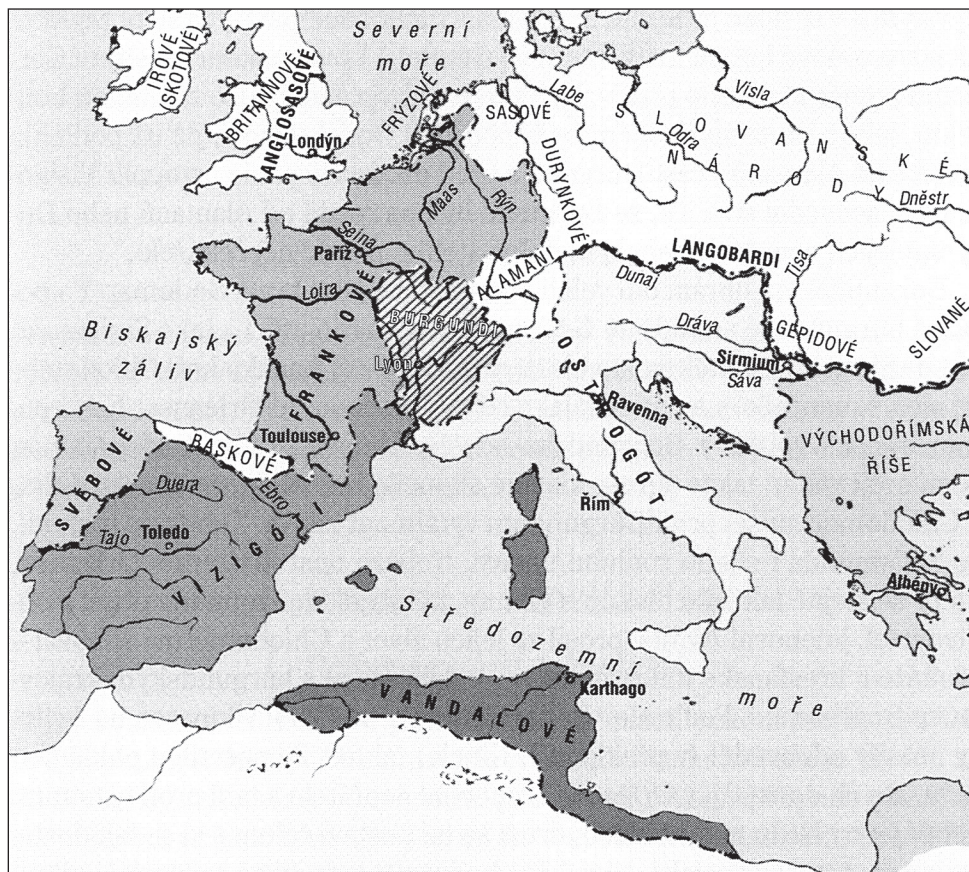 Severní
moře
IROVÉ
(SKOTOVÉ)
BRITANNOVÉ
ANGLOSASOVÉ
Londýn
FRÝZOVÉ
SASOVÉ
DURYNKOVÉ
Labe
Odra
Visla
SLOVANSKÉ
NÁRODY
Dněstr
Maas
Rýn
Seina
Paříž
Loira
ALAMANI
LANGOBARDI
Dunaj
Tisa
BURGUNDI
Lyon
FRANKOVÉ
Dráva
GEPIDOVÉ
Sirmium
Sáva
SLOVANÉ
Biskajský
záliv
OSTROGÓTI
Ravenna
VÝCHODOŘÍMSKÁ
ŘÍŠE
Toulouse
BASKOVÉ
SVÉBOVÉ
Duera
Ebro
Řím
Tajo
Toledo
VIZIGÓTI
Athény
Středozemní
moře
Karthago
VANDALOVÉ